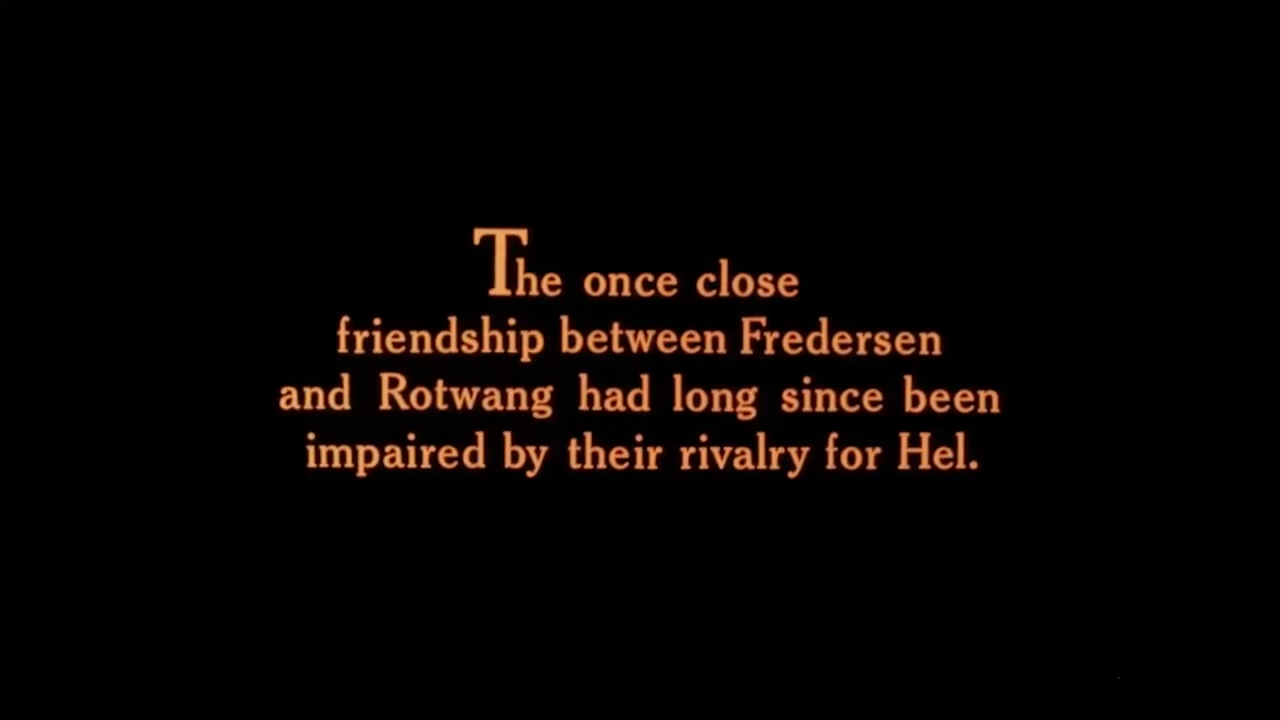 The once close
friendship between Fredersen
and Rotwang had long since been
impaired by their rivalry for Hel.